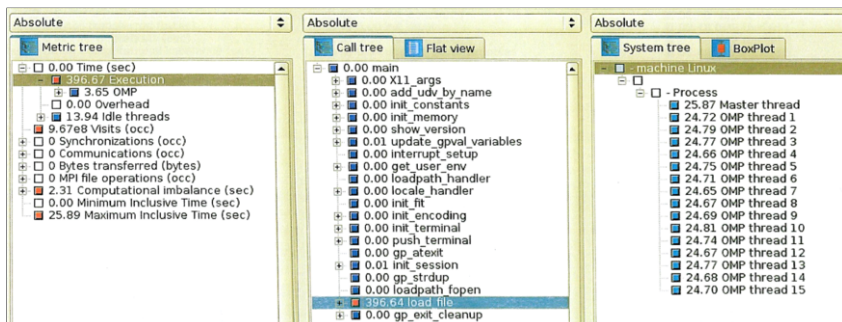 Absolute
Metric tree
0.00 Time (sec)
396.67 Execution
3.65 OMP
0.00 Overhead
13.94 Idle threads
9.67e8 Visits (occ)
0 Synchronizations (occ)
0 Communications (occ)
0 Bytes transferred (bytes)
0 MPI file operations (occ)
2.31 Computational imbalance (sec)
0.00 Minimum Inclusive Time (sec)
25.89 Maximum Inclusive Time (sec)
Absolute
Call tree
Flat view
0.00 main
0.00 X11_args
0.00 add_udv_by_name
0.00 init_constants
0.00 init_memory
0.00 show_version
0.01 update_gpval_variables
0.00 interrupt_setup
0.00 get_user_env
0.00 loadpath_handler
0.00 locale_handler
0.00 init_fit
0.00 init_encoding
0.00 init_terminal
0.00 push_terminal
0.00 gp_atexit
0.01 init_session
0.00 gp_strdup
0.00 loadpath_fopen
396.64 load_file
0.00 gp_exit_cleanup
Absolute
System tree
BoxPlot
- machine Linux
- Process
25.87 Master thread
24.72 OMP thread 1
24.79 OMP thread 2
24.77 OMP thread 3
24.66 OMP thread 4
24.75 OMP thread 5
24.71 OMP thread 6
24.65 OMP thread 7
24.67 OMP thread 8
24.69 OMP thread 9
24.81 OMP thread 10
24.74 OMP thread 11
24.67 OMP thread 12
24.77 OMP thread 13
24.68 OMP thread 14
24.70 OMP thread 15